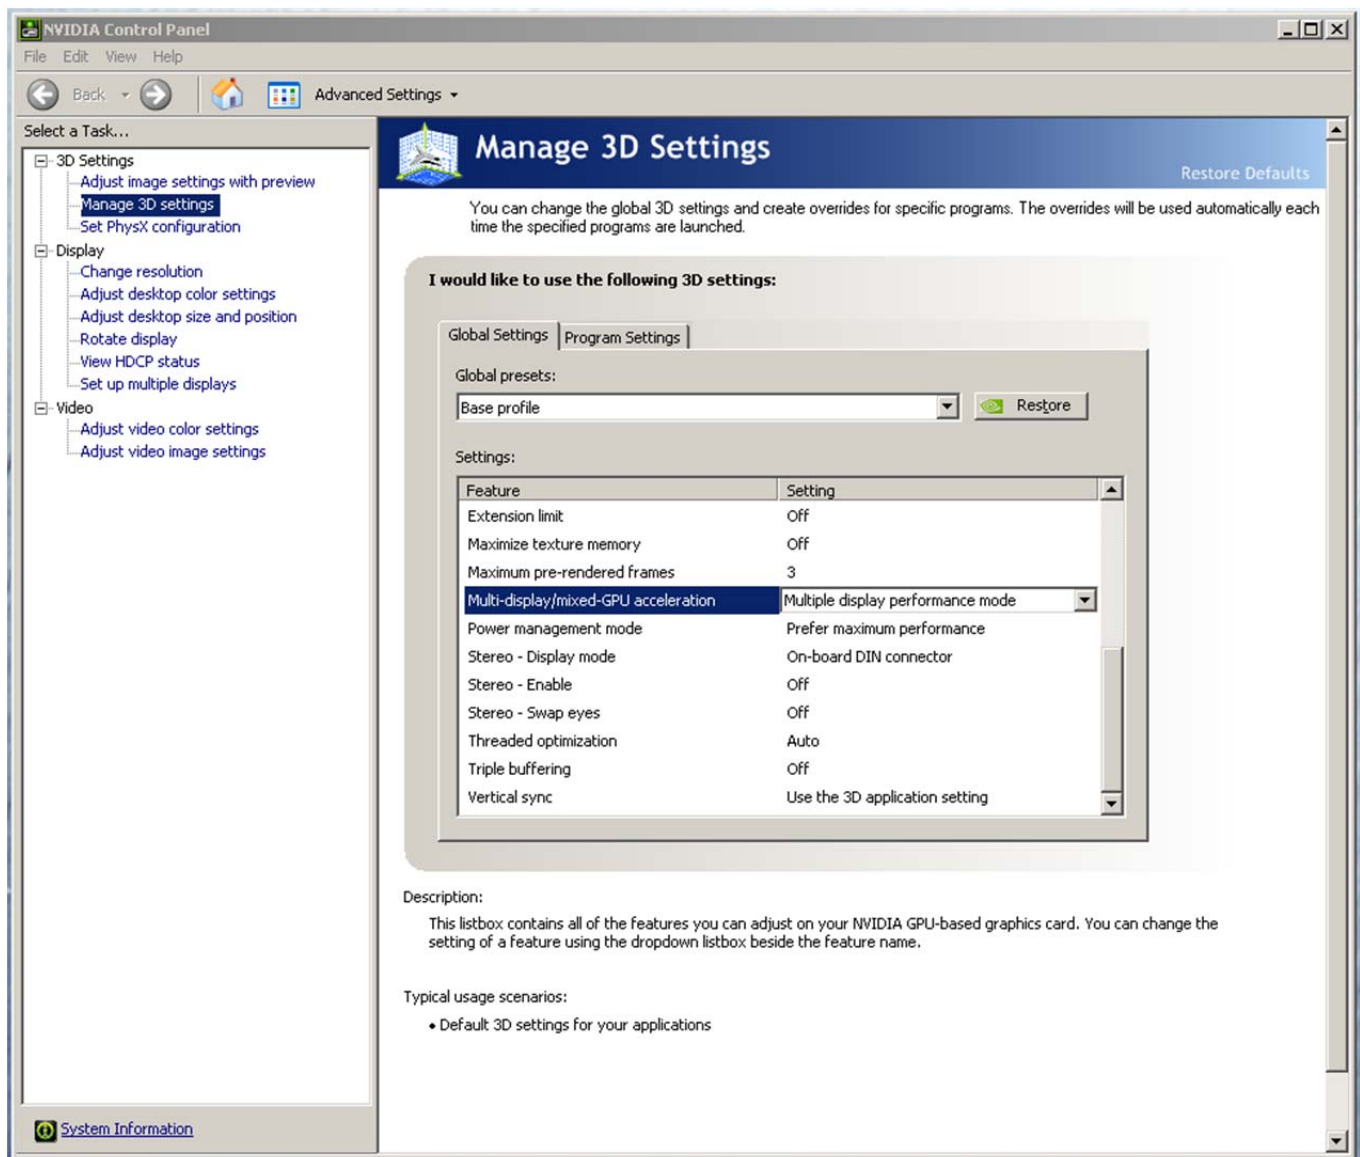 NVIDIA Control Panel
File Edit View Help
Back Advanced Settings
Select a Task...
3D Settings
Adjust image settings with preview
Manage 3D settings
Set PhysX configuration
Display
Change resolution
Adjust desktop color settings
Adjust desktop size and position
Rotate display
View HDCP status
Set up multiple displays
Video
Adjust video color settings
Adjust video image settings
System Information
Manage 3D Settings
Restore Defaults
You can change the global 3D settings and create overrides for specific programs. The overrides will be used automatically each
time the specified programs are launched.
I would like to use the following 3D settings:
Global Settings Program Settings
Global presets:
Base profile Restore
Settings:
Feature Setting
Extension limit Off
Maximize texture memory Off
Maximum pre-rendered frames 3
Multi-display/mixed-GPU acceleration Multiple display performance mode
Power management mode Prefer maximum performance
Stereo - Display mode On-board DIN connector
Stereo - Enable Off
Stereo - Swap eyes Off
Threaded optimization Auto
Triple buffering Off
Vertical sync Use the 3D application setting
Description:
This listbox contains all of the features you can adjust on your NVIDIA GPU-based graphics card. You can change the
setting of a feature using the dropdown listbox beside the feature name.
Typical usage scenarios:
• Default 3D settings for your applications